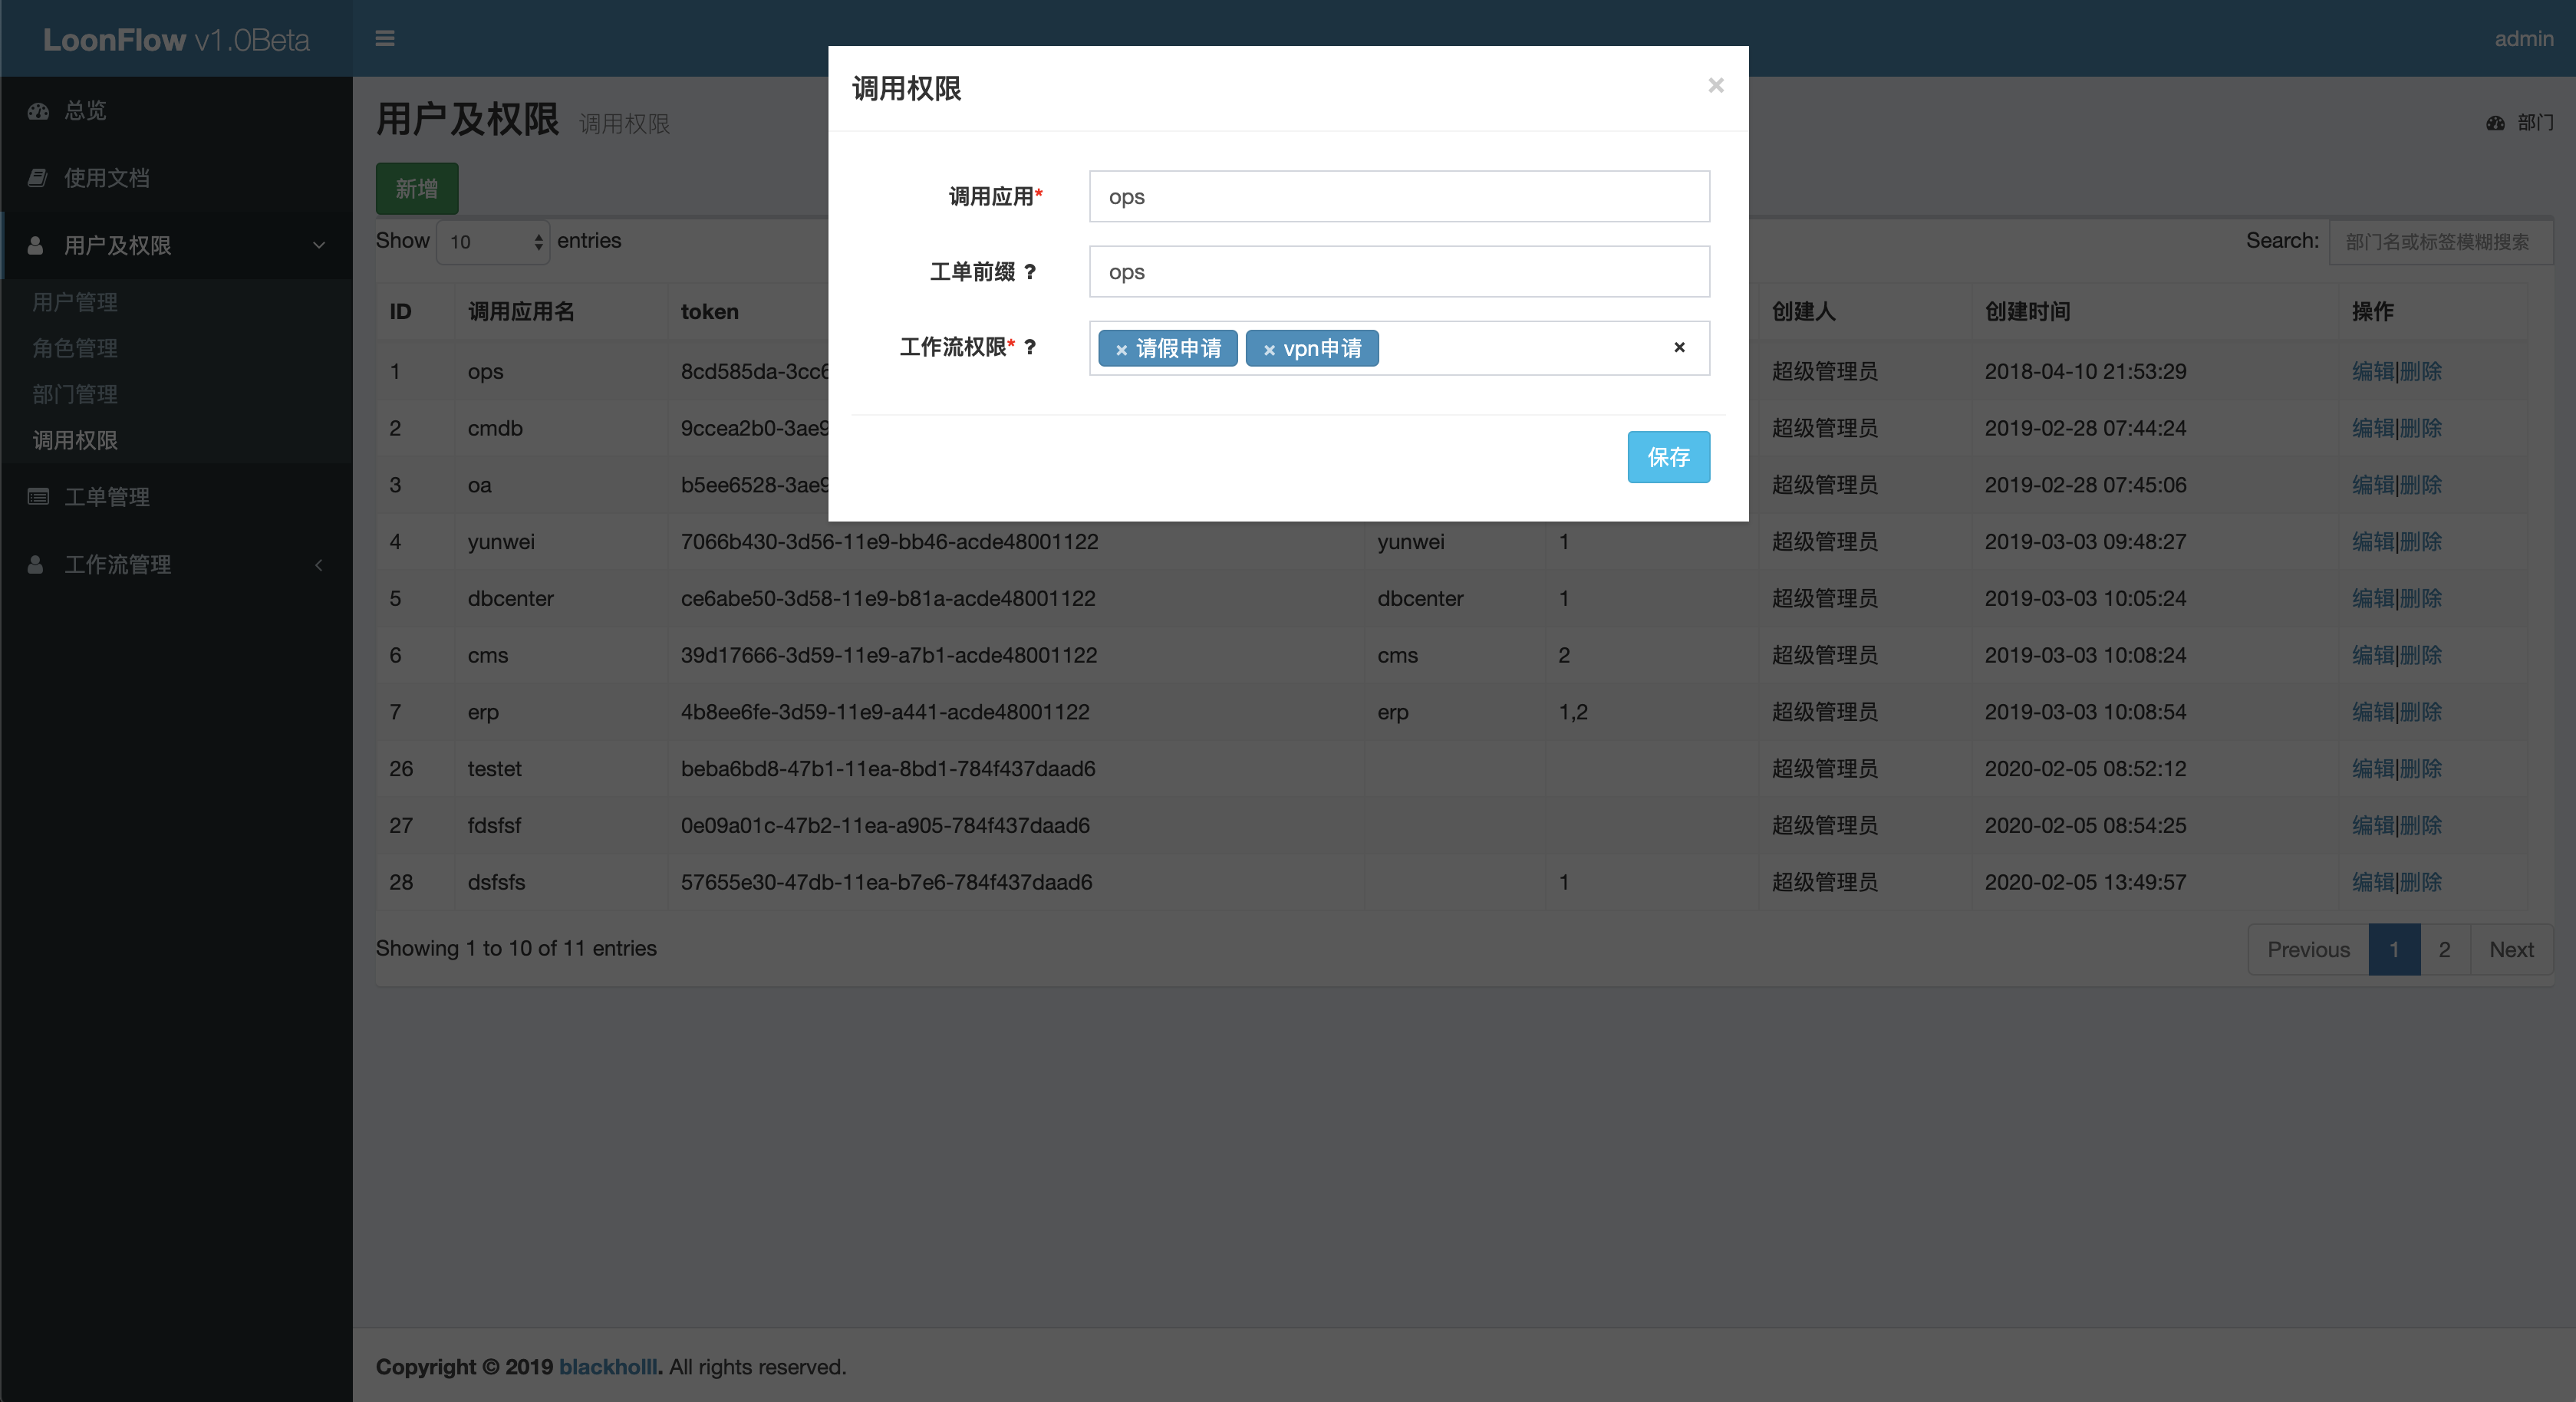 LoonFlow v1.0Beta
admin
总览
使用文档
用户及权限
用户管理
角色管理
部门管理
调用权限
工单管理
工作流管理
用户及权限 调用权限
部门
新增
Show 10 entries
Search: 部门名或标签模糊搜索
调用权限 ×
调用应用* ops
工单前缀 ? ops
工作流权限* ? × 请假申请 × vpn申请 ×
保存
ID 调用应用名 token 创建人 创建时间 操作
1 ops 8cd585da-3cc6 超级管理员 2018-04-10 21:53:29 编辑|删除
2 cmdb 9ccea2b0-3ae9 超级管理员 2019-02-28 07:44:24 编辑|删除
3 oa b5ee6528-3ae9 超级管理员 2019-02-28 07:45:06 编辑|删除
4 yunwei 7066b430-3d56-11e9-bb46-acde48001122 yunwei 1 超级管理员 2019-03-03 09:48:27 编辑|删除
5 dbcenter ce6abe50-3d58-11e9-b81a-acde48001122 dbcenter 1 超级管理员 2019-03-03 10:05:24 编辑|删除
6 cms 39d17666-3d59-11e9-a7b1-acde48001122 cms 2 超级管理员 2019-03-03 10:08:24 编辑|删除
7 erp 4b8ee6fe-3d59-11e9-a441-acde48001122 erp 1,2 超级管理员 2019-03-03 10:08:54 编辑|删除
26 testet beba6bd8-47b1-11ea-8bd1-784f437daad6 超级管理员 2020-02-05 08:52:12 编辑|删除
27 fdsfsf 0e09a01c-47b2-11ea-a905-784f437daad6 超级管理员 2020-02-05 08:54:25 编辑|删除
28 dsfsfs 57655e30-47db-11ea-b7e6-784f437daad6 1 超级管理员 2020-02-05 13:49:57 编辑|删除
Showing 1 to 10 of 11 entries
Previous 1 2 Next
Copyright © 2019 blackholll. All rights reserved.